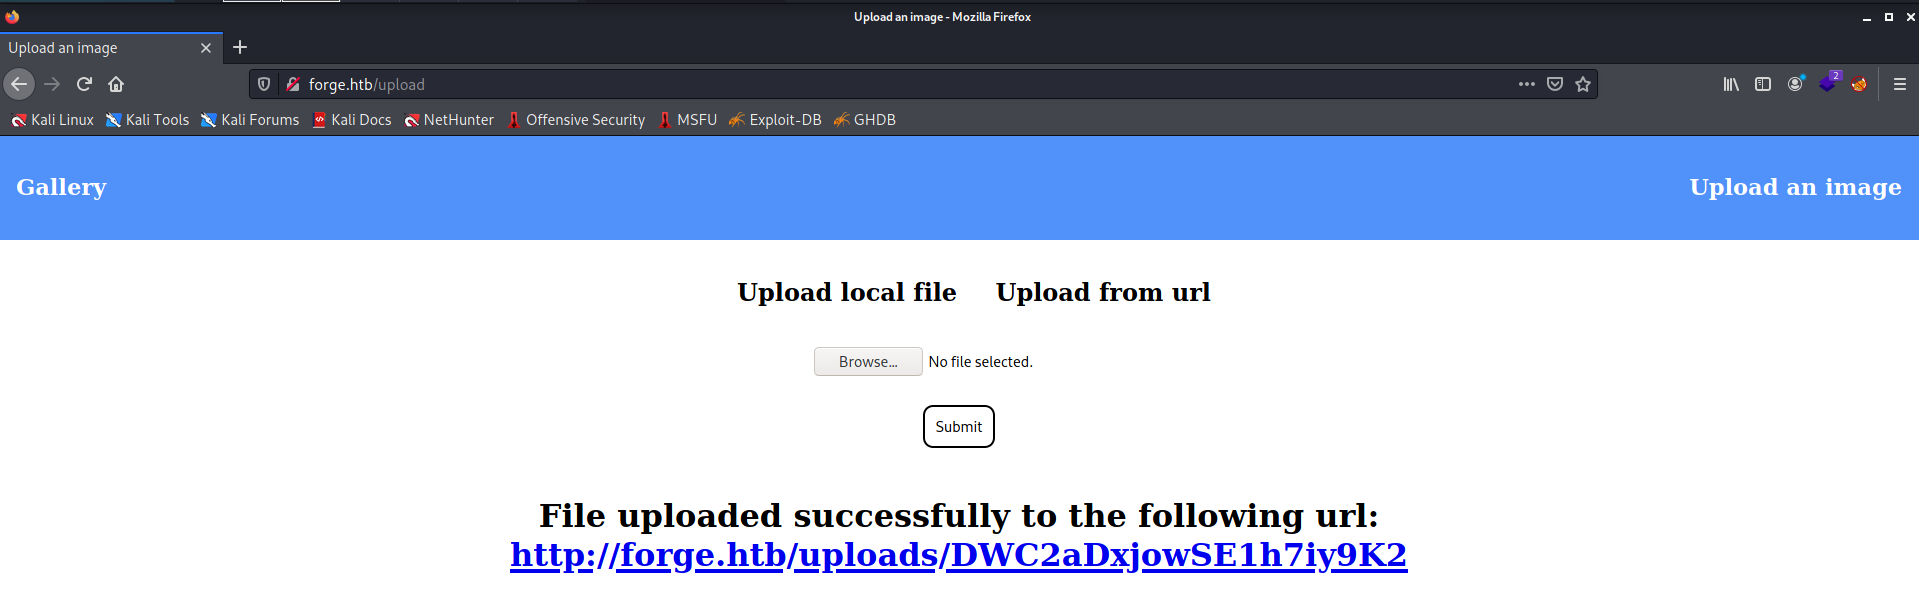 Upload an image - Mozilla Firefox
Upload an image
forge.htb/upload
2
Kali Linux Kali Tools Kali Forums Kali Docs NetHunter Offensive Security MSFU Exploit-DB GHDB
Gallery Upload an image
Upload local file Upload from url
Browse... No file selected.
Submit
File uploaded successfully to the following url:
http://forge.htb/uploads/DWC2aDxjowSE1h7iy9K2